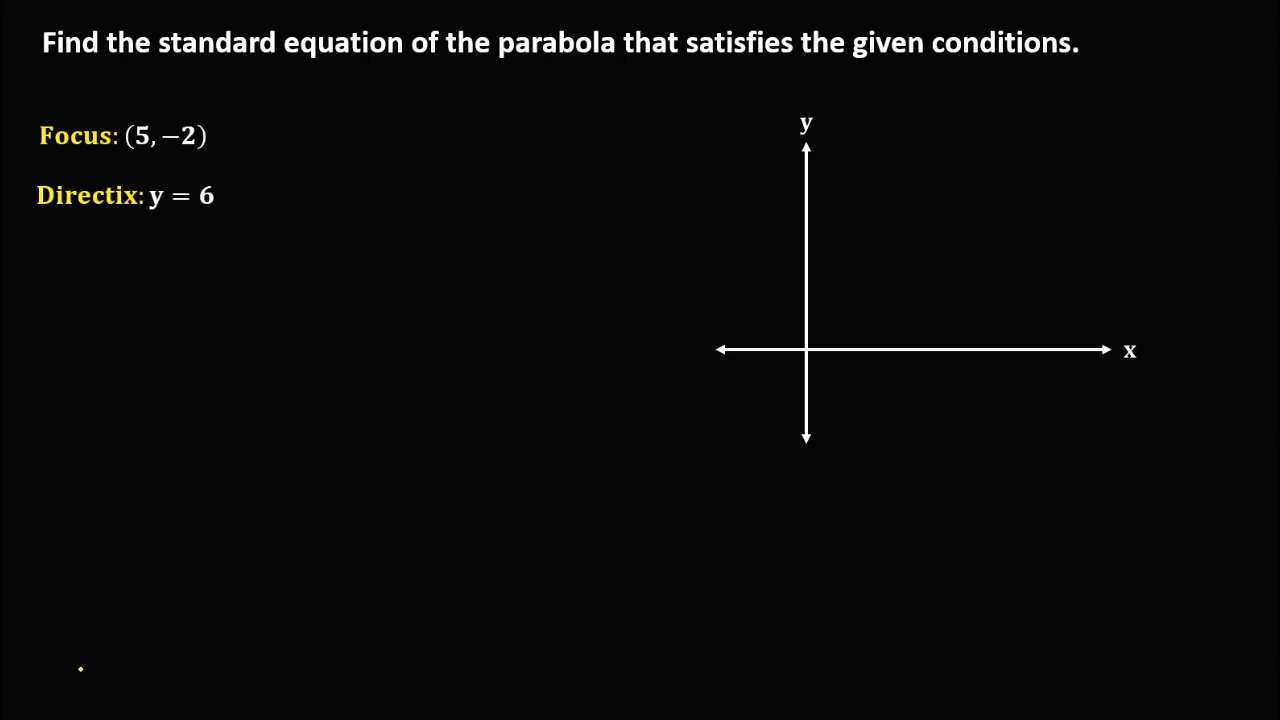 Find the standard equation of the parabola that satisfies the given conditions.
Focus: (5, −2)
Directix: y = 6
y
x